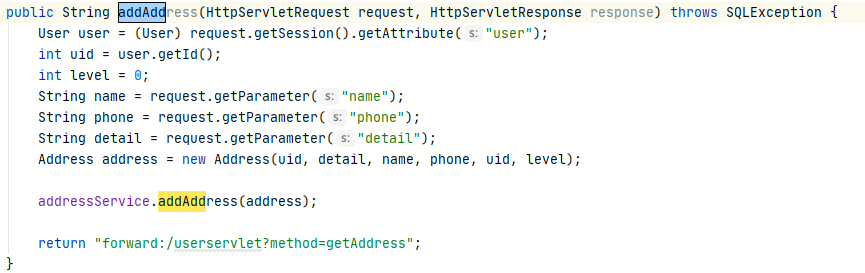 public String addAddress(HttpServletRequest request, HttpServletResponse response) throws SQLException {
    User user = (User) request.getSession().getAttribute( s: "user");
    int uid = user.getId();
    int level = 0;
    String name = request.getParameter( s: "name");
    String phone = request.getParameter( s: "phone");
    String detail = request.getParameter( s: "detail");
    Address address = new Address(uid, detail, name, phone, uid, level);
    addressService.addAddress(address);
    return "forward:/userservlet?method=getAddress";
}